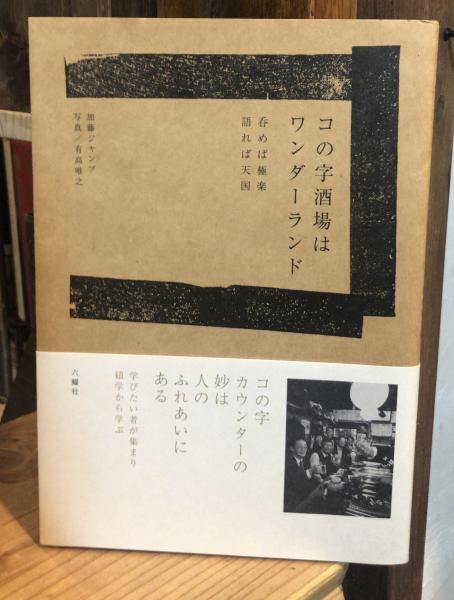 コの字酒場は
ワンダーランド
呑めば極楽
語れば天国
加藤ジャンプ
写真／有高唯之
コの字
カウンターの
妙は
人の
ふれあいに
ある
学びたい者が集まり
碩学から学ぶ
六耀社